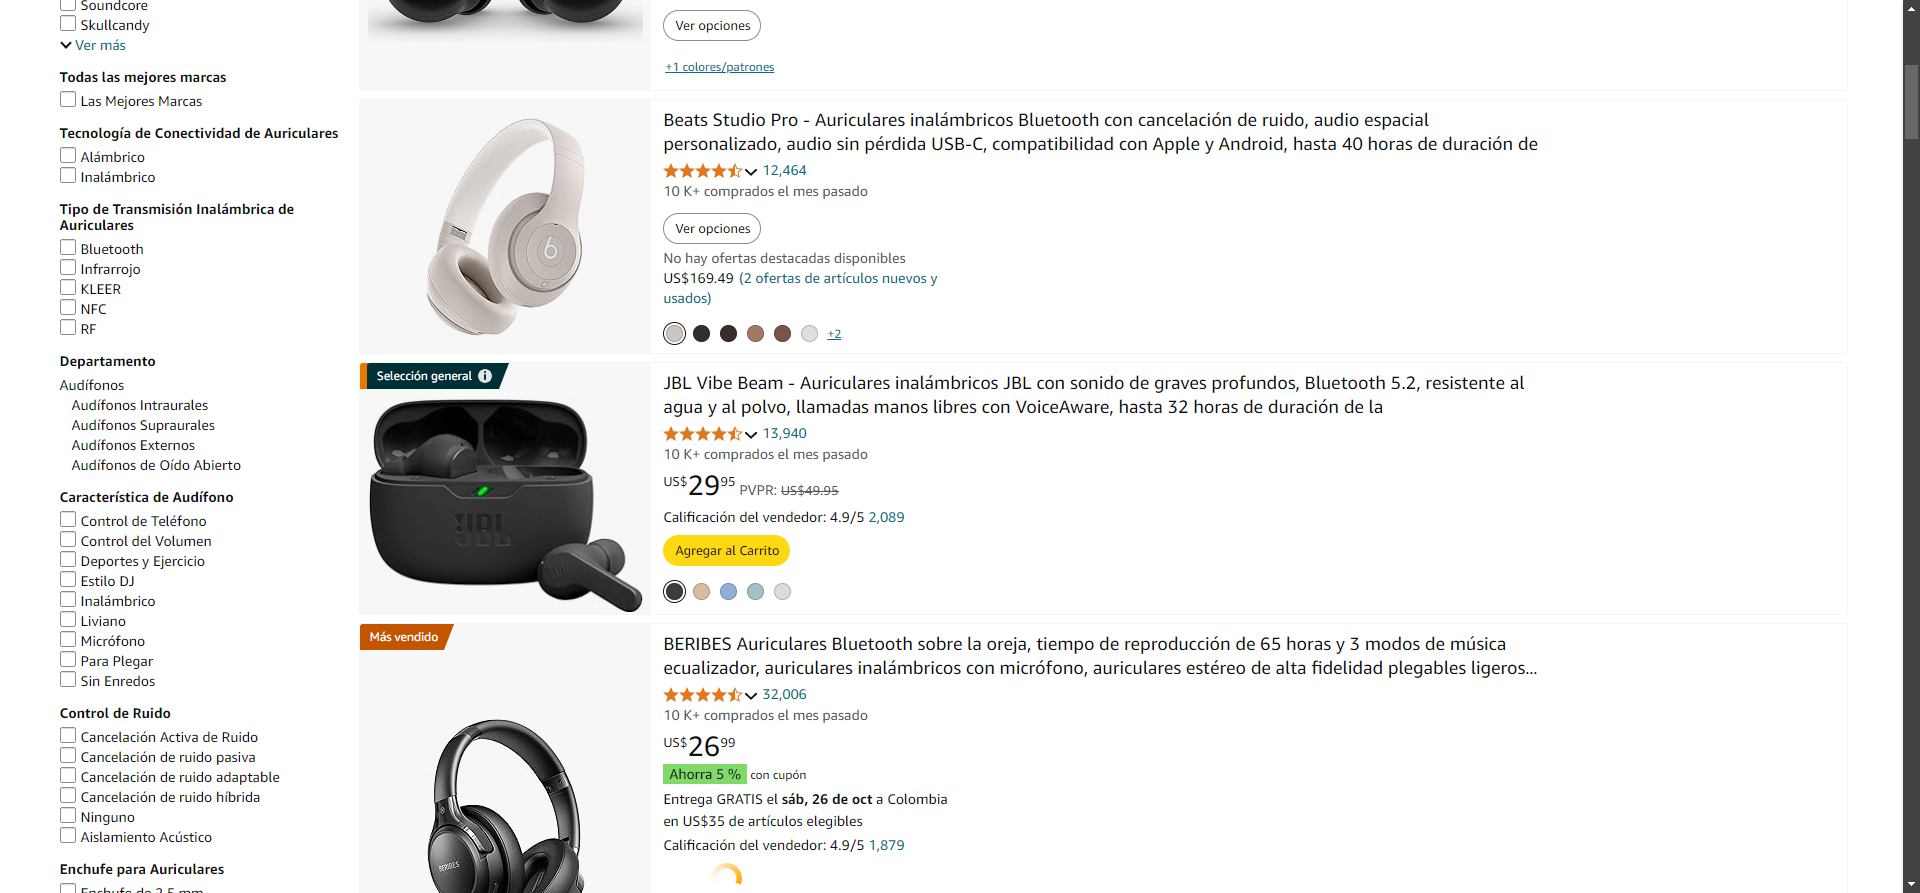 Soundcore
Skullcandy
Ver más
Todas las mejores marcas
Las Mejores Marcas
Tecnología de Conectividad de Auriculares
Alámbrico
Inalámbrico
Tipo de Transmisión Inalámbrica de
Auriculares
Bluetooth
Infrarrojo
KLEER
NFC
RF
Departamento
Audífonos
Audífonos Intraurales
Audífonos Supraurales
Audífonos Externos
Audífonos de Oído Abierto
Característica de Audífono
Control de Teléfono
Control del Volumen
Deportes y Ejercicio
Estilo DJ
Inalámbrico
Liviano
Micrófono
Para Plegar
Sin Enredos
Control de Ruido
Cancelación Activa de Ruido
Cancelación de ruido pasiva
Cancelación de ruido adaptable
Cancelación de ruido híbrida
Ninguno
Aislamiento Acústico
Enchufe para Auriculares
Enchufe de 2.5 mm
Ver opciones
+1 colores/patrones
Beats Studio Pro - Auriculares inalámbricos Bluetooth con cancelación de ruido, audio espacial
personalizado, audio sin pérdida USB-C, compatibilidad con Apple y Android, hasta 40 horas de duración de
12,464
10 K+ comprados el mes pasado
Ver opciones
No hay ofertas destacadas disponibles
US$169.49 (2 ofertas de artículos nuevos y
usados)
+2
Selección general
JBL
JBL Vibe Beam - Auriculares inalámbricos JBL con sonido de graves profundos, Bluetooth 5.2, resistente al
agua y al polvo, llamadas manos libres con VoiceAware, hasta 32 horas de duración de la
13,940
10 K+ comprados el mes pasado
US$29.95 PVPR: US$49.95
Calificación del vendedor: 4.9/5 2,089
Agregar al Carrito
Más vendido
BERIBES
BERIBES Auriculares Bluetooth sobre la oreja, tiempo de reproducción de 65 horas y 3 modos de música
ecualizador, auriculares inalámbricos con micrófono, auriculares estéreo de alta fidelidad plegables ligeros...
32,006
10 K+ comprados el mes pasado
US$26.99
Ahorra 5 % con cupón
Entrega GRATIS el sáb, 26 de oct a Colombia
en US$35 de artículos elegibles
Calificación del vendedor: 4.9/5 1,879